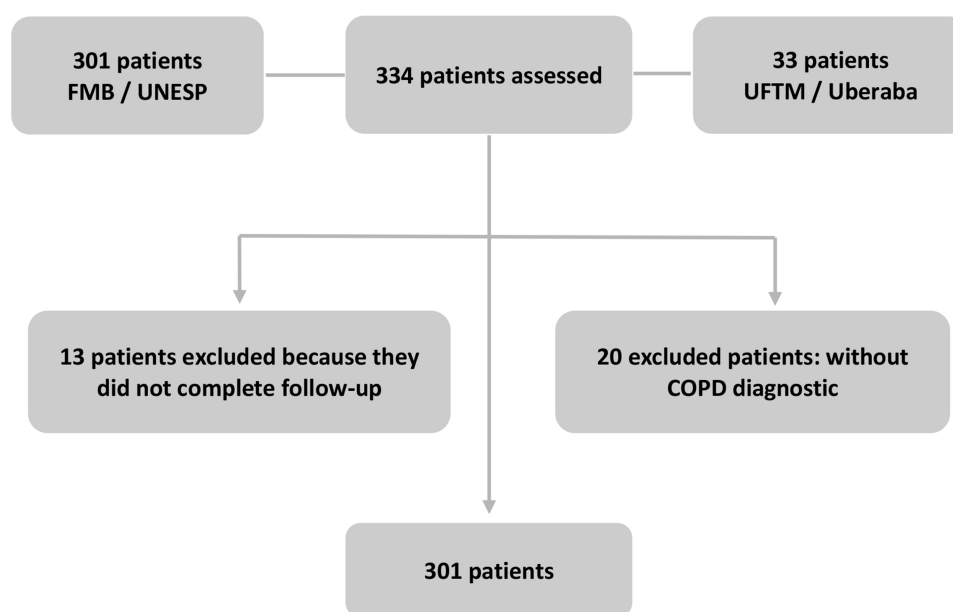 301 patients
FMB / UNESP
334 patients assessed
33 patients
UFTM / Uberaba
13 patients excluded because they
did not complete follow-up
20 excluded patients: without
COPD diagnostic
301 patients